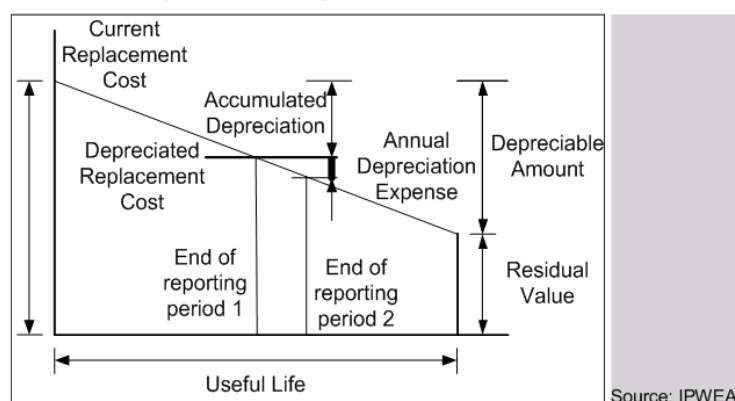 Current
Replacement
Cost
Accumulated
Depreciation
Annual
Depreciation
Expense
Depreciable
Amount
Depreciated
Replacement
Cost
End of
reporting
period 1
End of
reporting
period 2
Residual
Value
Useful Life
Source: IPWEA